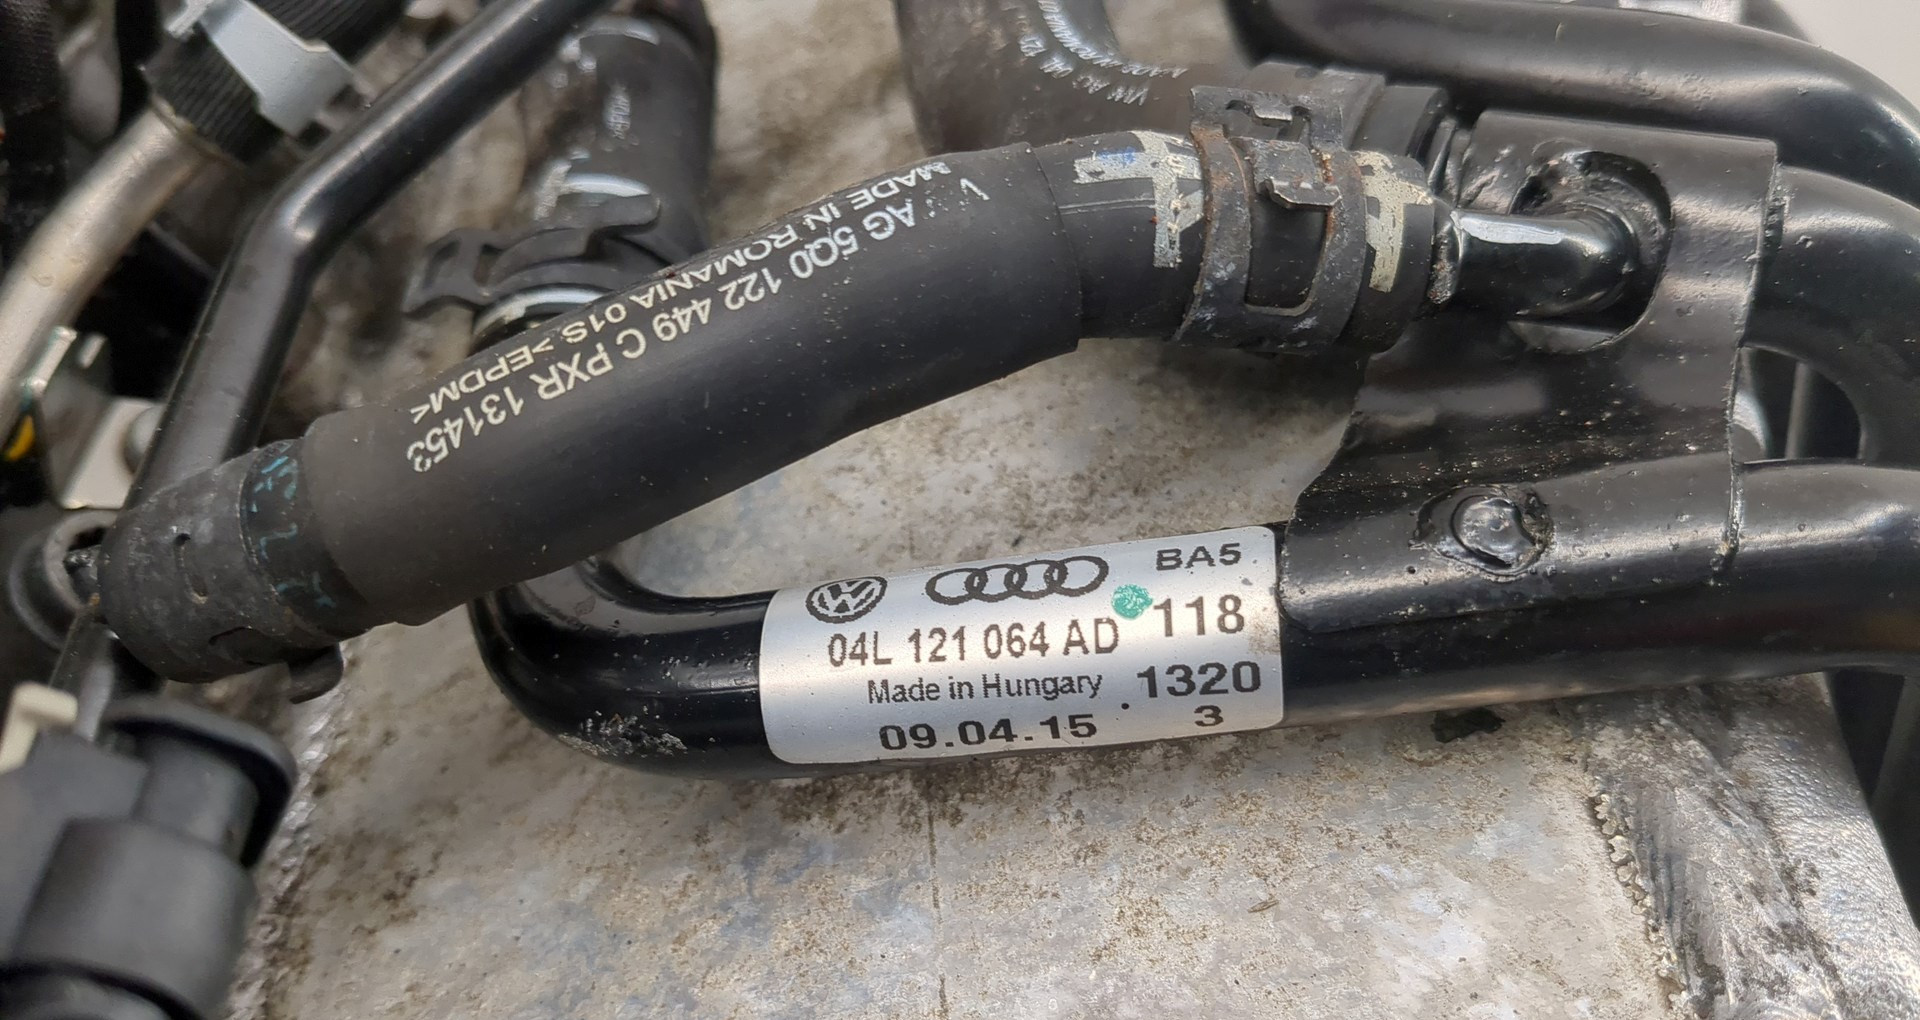 AG 5Q0 122 449 C PXR 131453
MADE IN ROMANIA 01S >EPDM<
BA5
04L 121 064 AD 118
Made in Hungary 1320
09.04.15 3